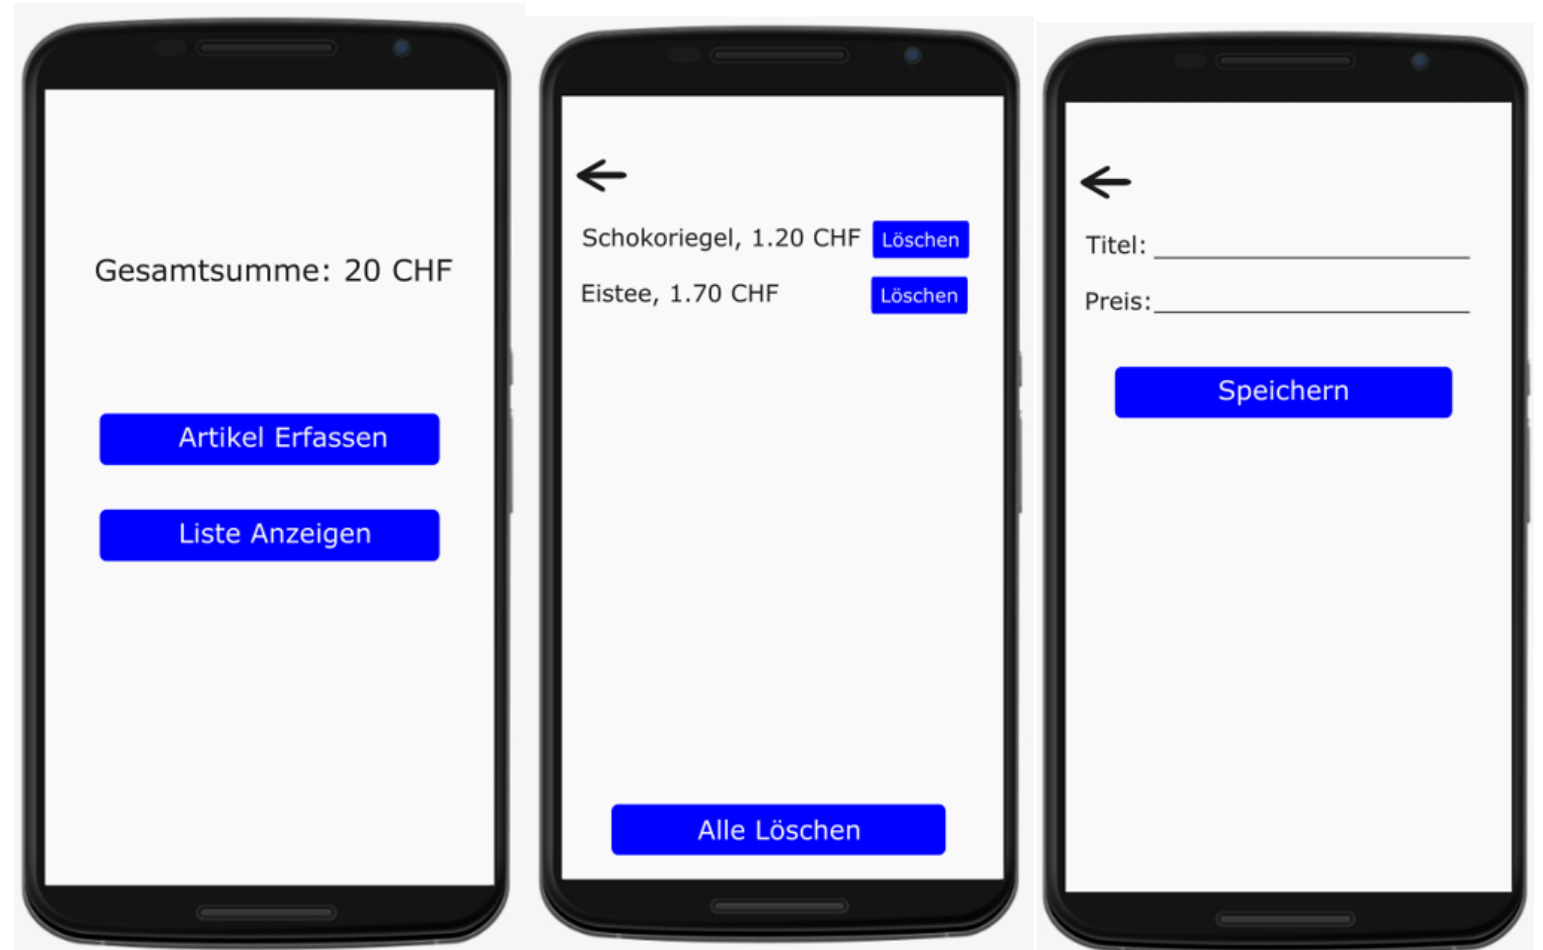 Gesamtsumme: 20 CHF
Artikel Erfassen
Liste Anzeigen
Schokoriegel, 1.20 CHF Löschen
Eistee, 1.70 CHF Löschen
Alle Löschen
Titel:
Preis:
Speichern